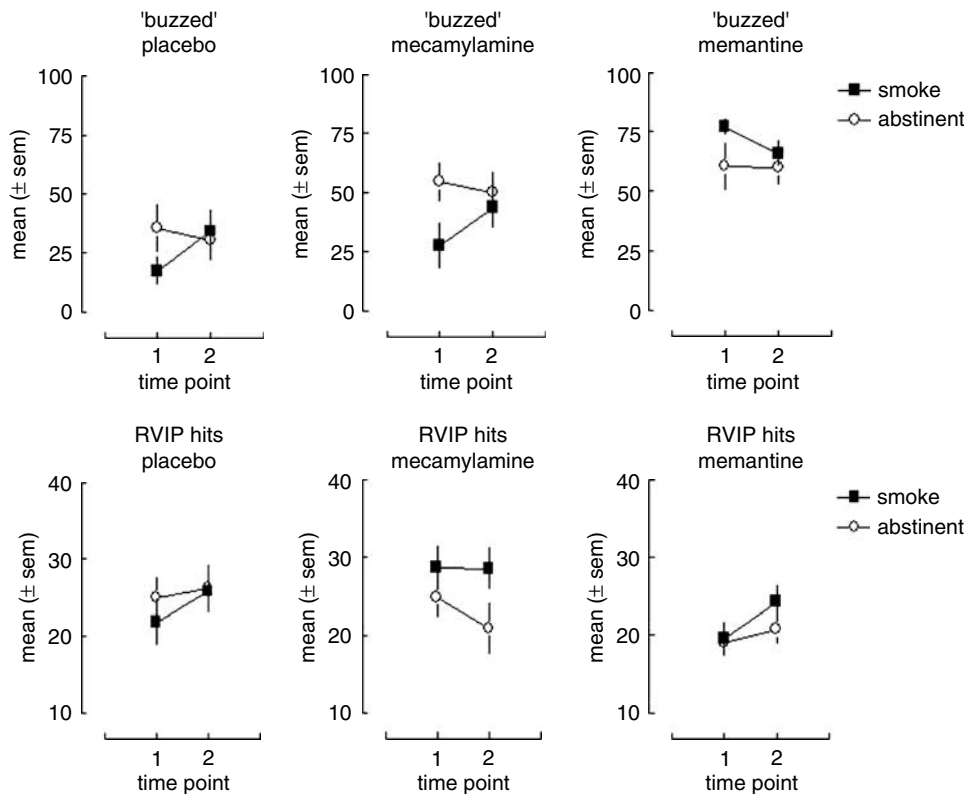 'buzzed'
placebo
100
75
50
25
0
mean (± sem)
1 2
time point
'buzzed'
mecamylamine
100
75
50
25
0
mean (± sem)
1 2
time point
'buzzed'
memantine
100
75
50
25
0
mean (± sem)
1 2
time point
smoke
abstinent
RVIP hits
placebo
40
30
20
10
mean (± sem)
1 2
time point
RVIP hits
mecamylamine
40
30
20
10
mean (± sem)
1 2
time point
RVIP hits
memantine
40
30
20
10
mean (± sem)
1 2
time point
smoke
abstinent